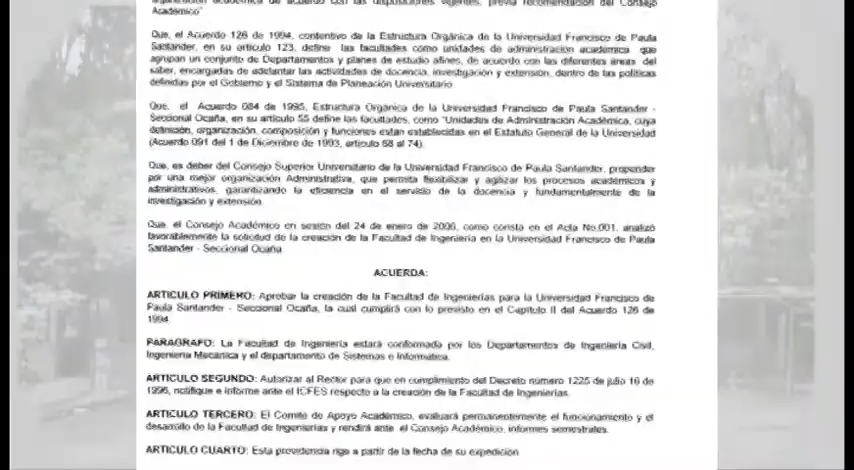 organización académica de acuerdo con las disposiciones vigentes, previa recomendación del Consejo
Académico"
Que, el Acuerdo 126 de 1994, contentivo de la Estructura Orgánica de la Universidad Francisco de Paula
Santander, en su articulo 123, define las facultades como unidades de administración académica que
agrupan un conjunto de Departamentos y planes de estudio afines, de acuerdo con las diferentes áreas del
saber, encargadas de adelantar las actividades de docencia, investigación y extensión, dentro de las políticas
definidas por el Gobierno y el Sistema de Planeación Universitario.
Que, el Acuerdo 084 de 1995, Estructura Orgánica de la Universidad Francisco de Paula Santander -
Seccional Ocaña, en su articulo 55 define las facultades, como "Unidades de Administración Académica, cuya
definición, organización, composición y funciones están establecidas en el Estatuto General de la Universidad
(Acuerdo 091 del 1 de Diciembre de 1993, artículo 68 al 74).
Que, es deber del Consejo Superior Universitario de la Universidad Francisco de Paula Santander, propender
por una mejor organización Administrativa, que permita flexibilizar y agilizar los procesos académicos y
administrativos, garantizando la eficiencia en el servicio de la docencia y fundamentalmente de la
investigación y extensión.
Que, el Consejo Académico en sesión del 24 de enero de 2006, como consta en el Acta No.001, analizó
favorablemente la solicitud de la creación de la Facultad de Ingeniería en la Universidad Francisco de Paula
Santander - Seccional Ocaña.
ACUERDA:
ARTICULO PRIMERO: Aprobar la creación de la Facultad de Ingenierías para la Universidad Francisco de
Paula Santander - Seccional Ocaña, la cual cumplirá con lo previsto en el Capítulo II del Acuerdo 126 de
1994.
PARAGRAFO: La Facultad de Ingeniería estará conformada por los Departamentos de Ingeniería Civil,
Ingeniería Mecánica y el departamento de Sistemas e Informática.
ARTICULO SEGUNDO: Autorizar al Rector para que en cumplimiento del Decreto número 1225 de julio 16 de
1996, notifique e informe ante el ICFES respecto a la creación de la Facultad de Ingenierías.
ARTICULO TERCERO: El Comité de Apoyo Académico, evaluará permanentemente el funcionamiento y el
desarrollo de la Facultad de Ingenierías y rendirá ante el Consejo Académico, informes semestrales.
ARTICULO CUARTO: Esta providencia rige a partir de la fecha de su expedición